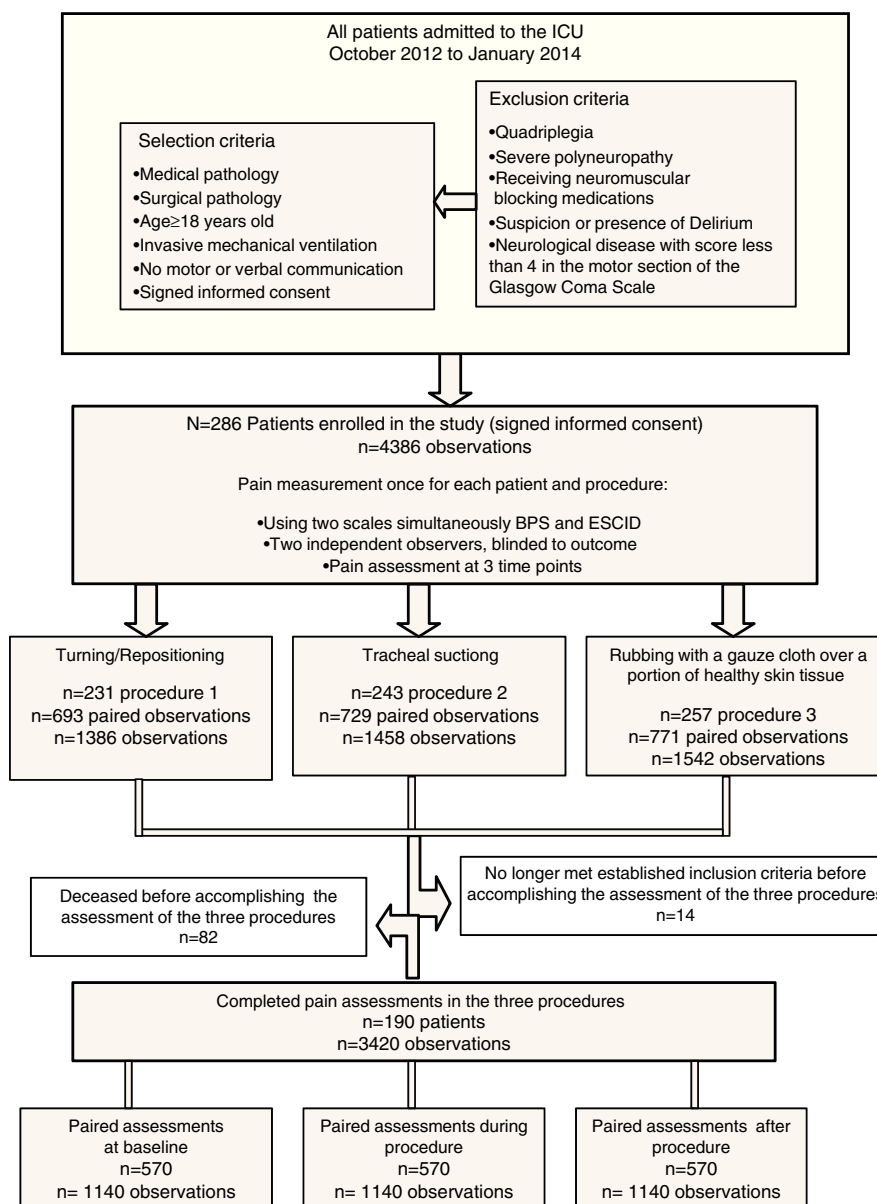 All patients admitted to the ICU
October 2012 to January 2014
Selection criteria
•Medical pathology
•Surgical pathology
•Age≥18 years old
•Invasive mechanical ventilation
•No motor or verbal communication
•Signed informed consent
Exclusion criteria
•Quadriplegia
•Severe polyneuropathy
•Receiving neuromuscular
blocking medications
•Suspicion or presence of Delirium
•Neurological disease with score less
than 4 in the motor section of the
Glasgow Coma Scale
N=286 Patients enrolled in the study (signed informed consent)
n=4386 observations
Pain measurement once for each patient and procedure:
•Using two scales simultaneously BPS and ESCID
•Two independent observers, blinded to outcome
•Pain assessment at 3 time points
Turning/Repositioning
n=231 procedure 1
n=693 paired observations
n=1386 observations
Tracheal suctiong
n=243 procedure 2
n=729 paired observations
n=1458 observations
Rubbing with a gauze cloth over a
portion of healthy skin tissue
n=257 procedure 3
n=771 paired observations
n=1542 observations
Deceased before accomplishing the
assessment of the three procedures
n=82
No longer met established inclusion criteria before
accomplishing the assessment of the three procedures
n=14
Completed pain assessments in the three procedures
n=190 patients
n=3420 observations
Paired assessments
at baseline
n=570
n= 1140 observations
Paired assessments during
procedure
n=570
n= 1140 observations
Paired assessments after
procedure
n=570
n= 1140 observations